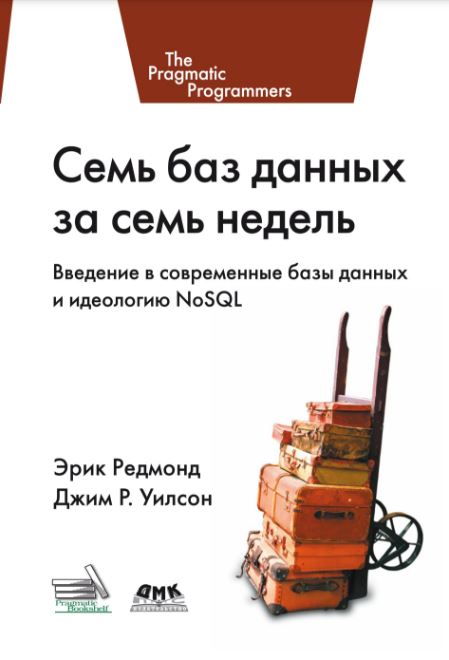 The
Pragmatic
Programmers
Семь баз данных
за семь недель
Введение в современные базы данных
и идеологию NoSQL
Эрик Редмонд
Джим Р. Уилсон
Pragmatic
Bookshelf
ДМК
ИЗДАТЕЛЬСТВО